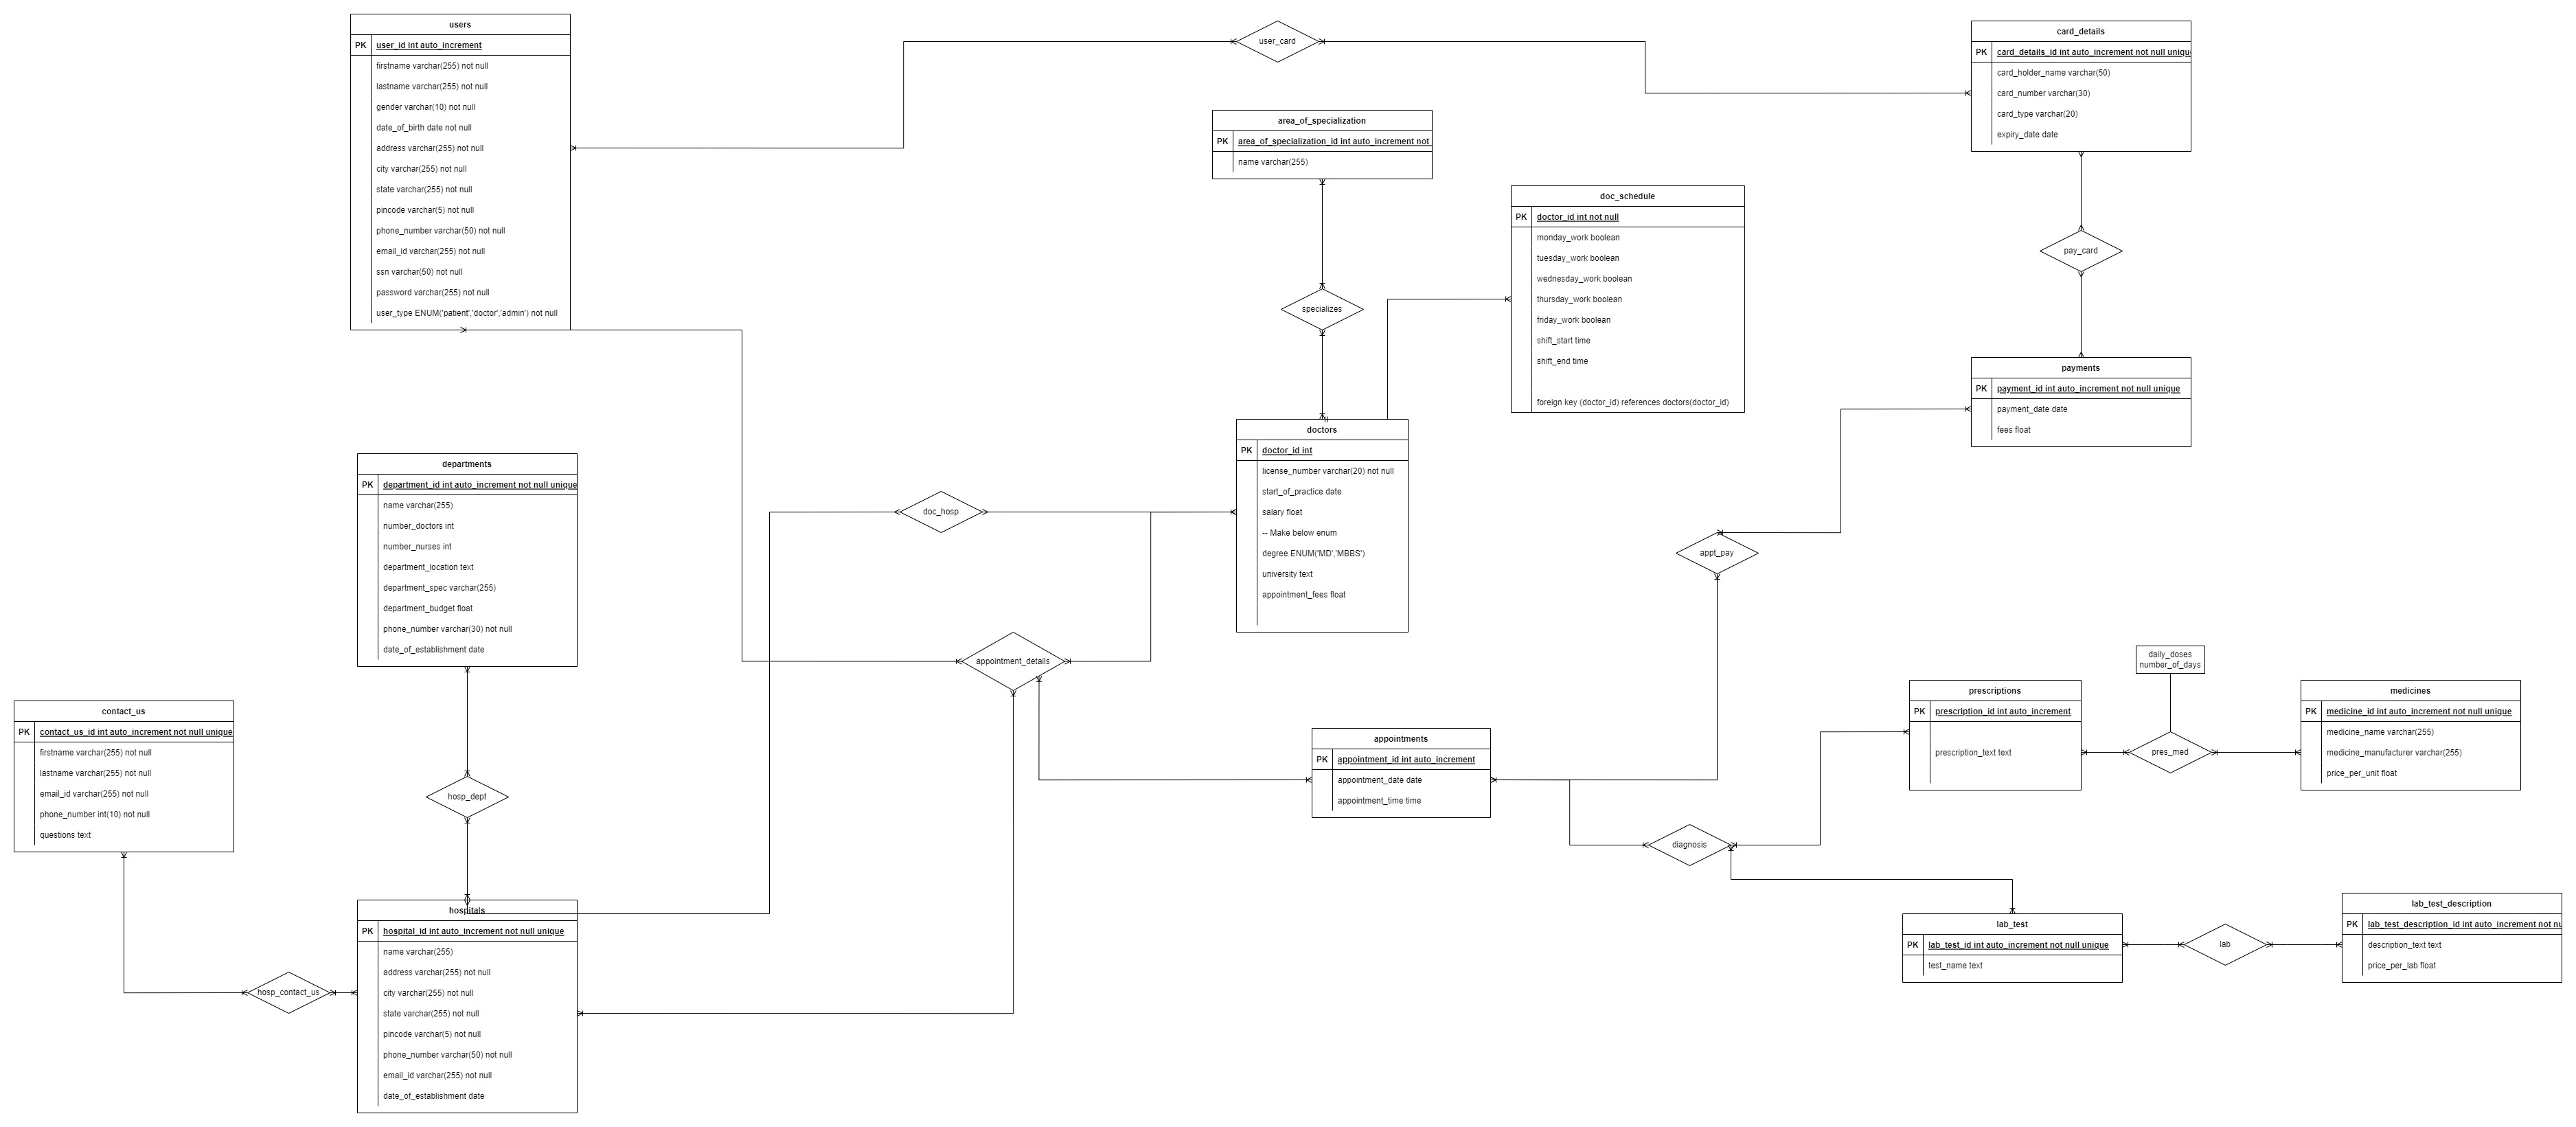 users
PK user_id int auto_increment
firstname varchar(255) not null
lastname varchar(255) not null
gender varchar(10) not null
date_of_birth date not null
address varchar(255) not null
city varchar(255) not null
state varchar(255) not null
pincode varchar(5) not null
phone_number varchar(50) not null
email_id varchar(255) not null
ssn varchar(50) not null
password varchar(255) not null
user_type ENUM('patient','doctor','admin') not null
user_card
card_details
PK card_details_id int auto_increment not null uniqu
card_holder_name varchar(50)
card_number varchar(30)
card_type varchar(20)
expiry_date date
area_of_specialization
PK area_of_specialization_id int auto_increment not
name varchar(255)
doc_schedule
PK doctor_id int not null
monday_work boolean
tuesday_work boolean
wednesday_work boolean
thursday_work boolean
friday_work boolean
shift_start time
shift_end time
foreign key (doctor_id) references doctors(doctor_id)
pay_card
specializes
payments
PK payment_id int auto_increment not null unique
payment_date date
fees float
doctors
PK doctor_id int
license_number varchar(20) not null
start_of_practice date
salary float
-- Make below enum
degree ENUM('MD','MBBS')
university text
appointment_fees float
departments
PK department_id int auto_increment not null unique
name varchar(255)
number_doctors int
number_nurses int
department_location text
department_spec varchar(255)
department_budget float
phone_number varchar(30) not null
date_of_establishment date
doc_hosp
appt_pay
appointment_details
daily_doses
number_of_days
contact_us
PK contact_us_id int auto_increment not null unique
firstname varchar(255) not null
lastname varchar(255) not null
email_id varchar(255) not null
phone_number int(10) not null
questions text
appointments
PK appointment_id int auto_increment
appointment_date date
appointment_time time
prescriptions
PK prescription_id int auto_increment
prescription_text text
pres_med
medicines
PK medicine_id int auto_increment not null unique
medicine_name varchar(255)
medicine_manufacturer varchar(255)
price_per_unit float
hosp_dept
diagnosis
hospitals
PK hospital_id int auto_increment not null unique
name varchar(255)
address varchar(255) not null
city varchar(255) not null
state varchar(255) not null
pincode varchar(5) not null
phone_number varchar(50) not null
email_id varchar(255) not null
date_of_establishment date
hosp_contact_us
lab_test
PK lab_test_id int auto_increment not null unique
test_name text
lab
lab_test_description
PK lab_test_description_id int auto_increment not nu
description_text text
price_per_lab float